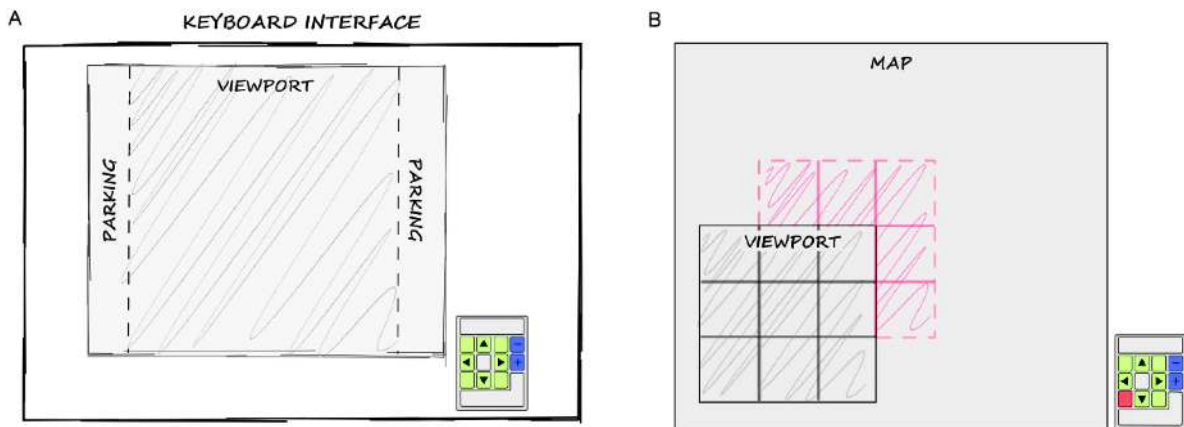 A
KEYBOARD INTERFACE
VIEWPORT
PARKING
PARKING
- 
+
B
MAP
VIEWPORT
-
+